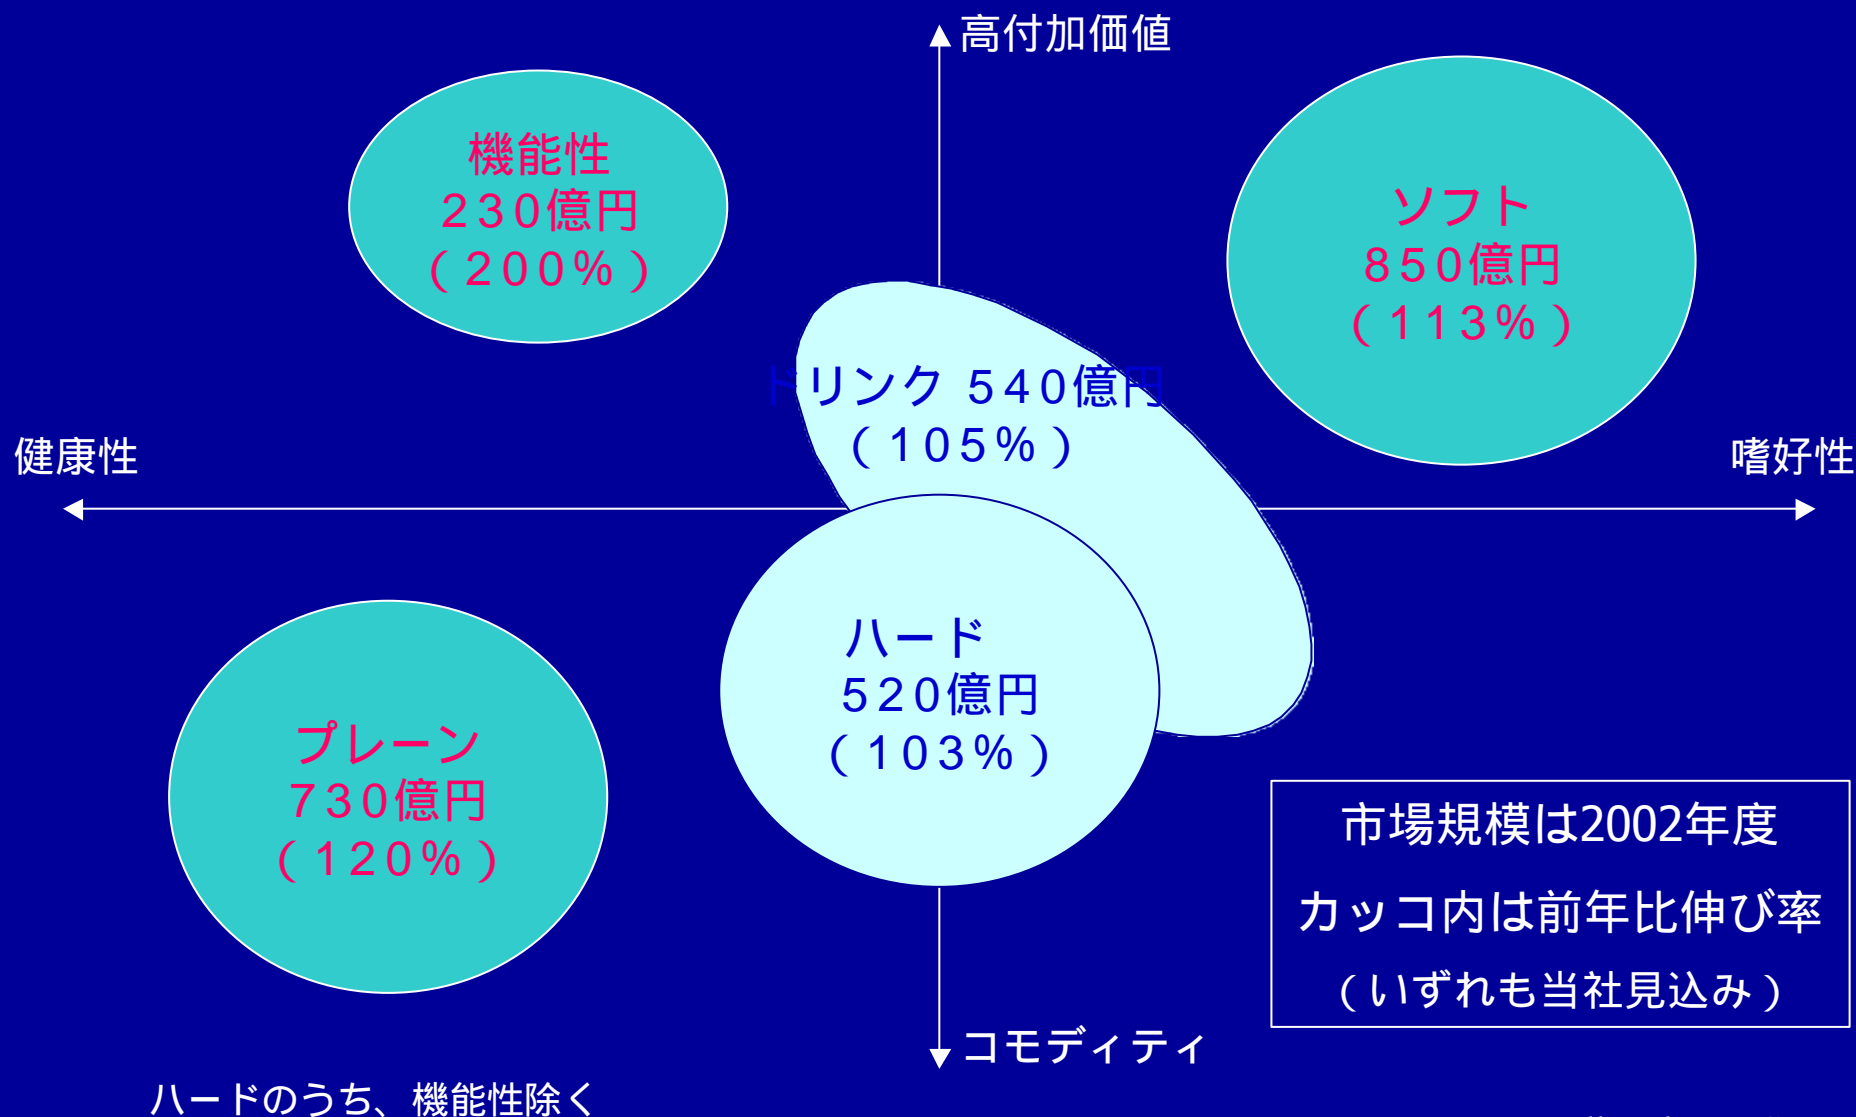 高付加価値
機能性
230億円
(200%)
ソフト
850億円
(113%)
ドリンク 540億円
(105%)
健康性
嗜好性
ハード
520億円
(103%)
プレーン
730億円
(120%)
市場規模は2002年度
カッコ内は前年比伸び率
(いずれも当社見込み)
コモディティ
ハードのうち、機能性除く